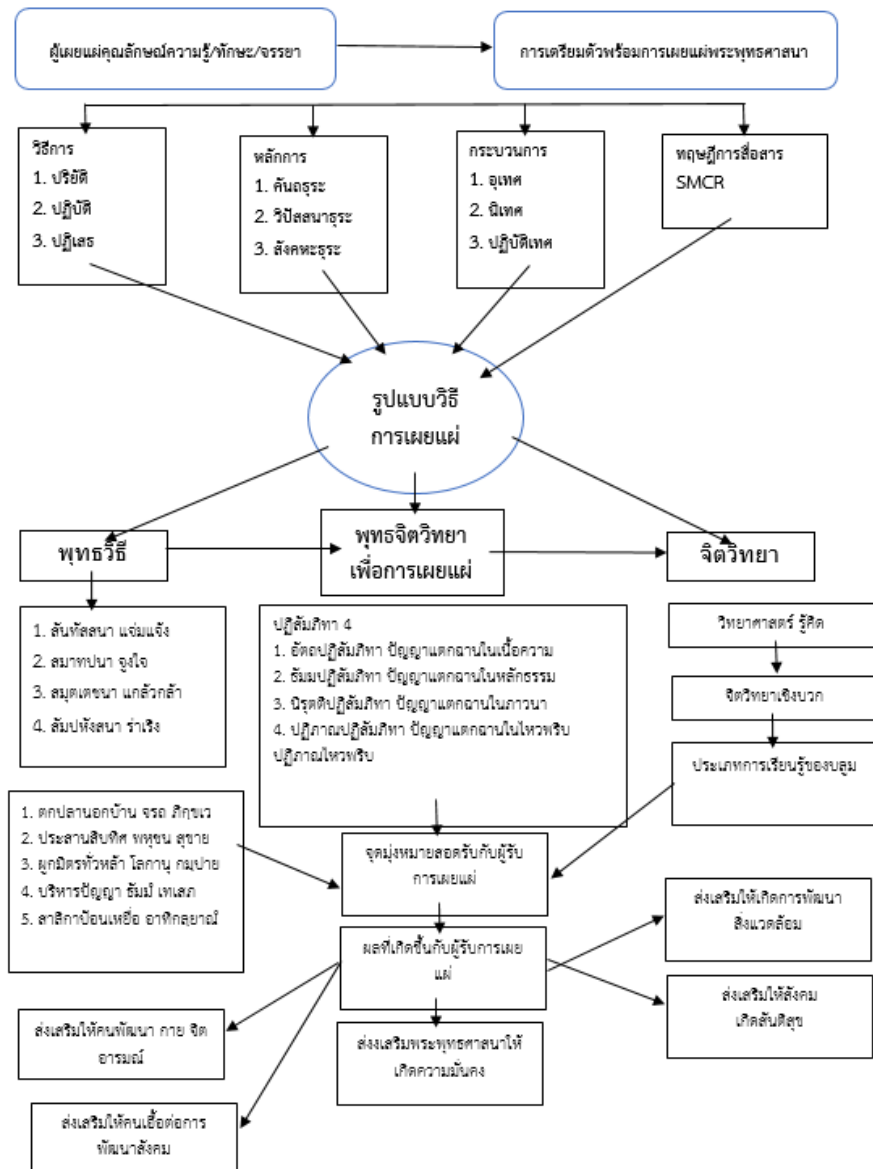 ผู้เผยแผ่คุณลักษณ์ความรู้/ทักษะ/จรรยา
การเตรียมตัวพร้อมการเผยแผ่พระพุทธศาสนา
วิธีการ
1. ปริยัติ
2. ปฏิบัติ
3. ปฏิเสธ
หลักการ
1. คันถธุระ
2. วิปัสสนาธุระ
3. สังคหะธุระ
กระบวนการ
1. อุเทศ
2. นิเทศ
3. ปฏิบัติเทศ
ทฤษฎีการสื่อสาร
SMCR
รูปแบบวิธี
การเผยแผ่
พุทธวิธี
พุทธจิตวิทยา
เพื่อการเผยแผ่
จิตวิทยา
1. สันทัสสนา แจ่มแจ้ง
2. สมาทปนา จูงใจ
3. สมุตเตชนา แกล้วกล้า
4. สัมปหังสนา ร่าเริง
ปฏิสัมภิทา 4
1. อัตถปฏิสัมภิทา ปัญญาแตกฉานในเนื้อความ
2. ธัมมปฏิสัมภิทา ปัญญาแตกฉานในหลักธรรม
3. นิรุตติปฏิสัมภิทา ปัญญาแตกฉานในภาวนา
4. ปฏิภาณปฏิสัมภิทา ปัญญาแตกฉานในไหวพริบ
ปฏิภาณไหวพริบ
วิทยาศาสตร์ รู้คิด
จิตวิทยาเชิงบวก
ประเภทการเรียนรู้ของบลูม
1. ตกปลานอกบ้าน จรถ ภิกฺขเว
2. ประสานสิบทิศ พหุชน สุขาย
3. ผูกมิตรทั่วหล้า โลกานุ กมฺปาย
4. บริหารปัญญา ธัมมํ เทเสถ
5. สาลิกาป้อนเหยื่อ อาทิกลฺยาณํ
จุดมุ่งหมายสอดรับกับผู้รับ
การเผยแผ่
ผลที่เกิดขึ้นกับผู้รับการเผย
แผ่
ส่งเสริมให้เกิดการพัฒนา
สิ่งแวดล้อม
ส่งเสริมให้สังคม
เกิดสันติสุข
ส่งเสริมให้คนพัฒนา กาย จิต
อารมณ์
ส่งงเสริมพระพุทธศาสนาให้
เกิดความมั่นคง
ส่งเสริมให้คนเอื้อต่อการ
พัฒนาสังคม